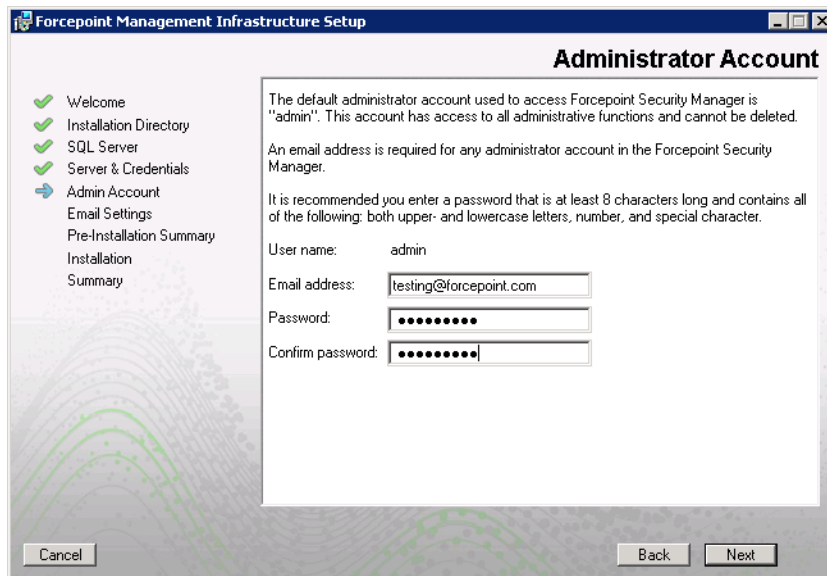 Forcepoint Management Infrastructure Setup
Administrator Account
Welcome
Installation Directory
SQL Server
Server & Credentials
Admin Account
Email Settings
Pre-Installation Summary
Installation
Summary
The default administrator account used to access Forcepoint Security Manager is
"admin". This account has access to all administrative functions and cannot be deleted.
An email address is required for any administrator account in the Forcepoint Security
Manager.
It is recommended you enter a password that is at least 8 characters long and contains all
of the following: both upper- and lowercase letters, number, and special character.
User name: admin
Email address: testing@forcepoint.com
Password: ●●●●●●●●●
Confirm password: ●●●●●●●●●
Cancel
Back
Next